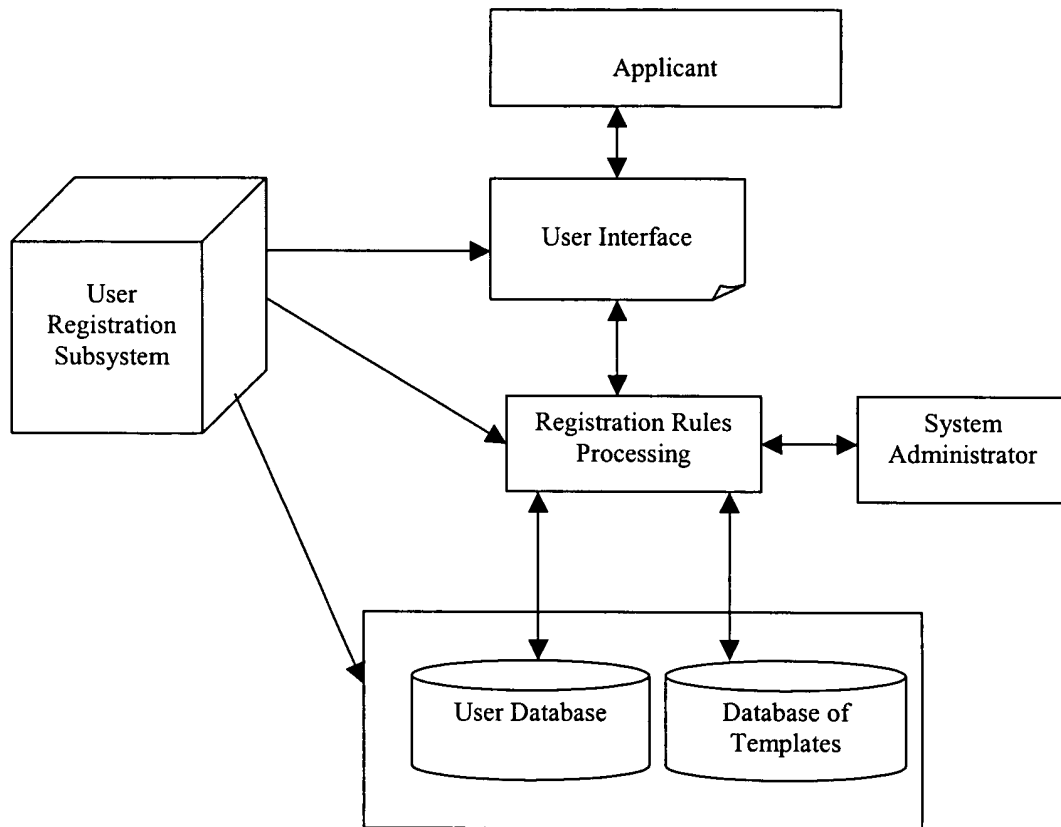 Applicant
User Interface
User
Registration
Subsystem
Registration Rules
Processing
System
Administrator
User Database
Database of
Templates